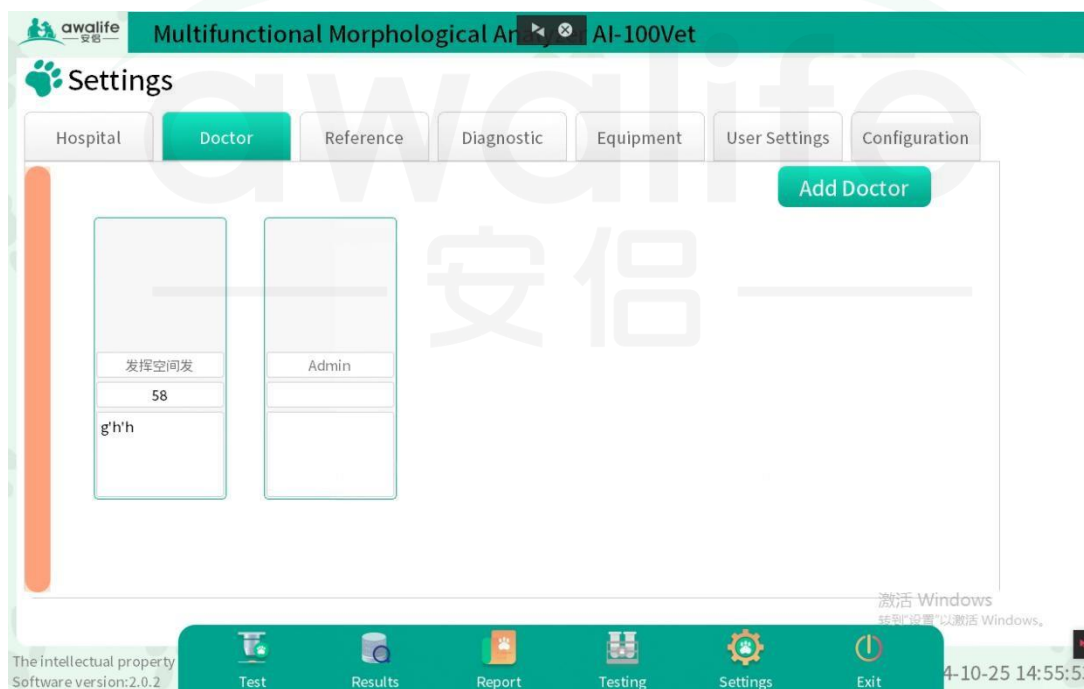 awalife
安侣
Multifunctional Morphological An r AI-100Vet
Settings
Hospital
Doctor
Reference
Diagnostic
Equipment
User Settings
Configuration
Add Doctor
awalife
安侣
发挥空间发
58
g'h'h
Admin
激活 Windows
转到"设置"以激活 Windows。
The intellectual property
Software version:2.0.2
Test
Results
Report
Testing
Settings
Exit
4-10-25 14:55:5